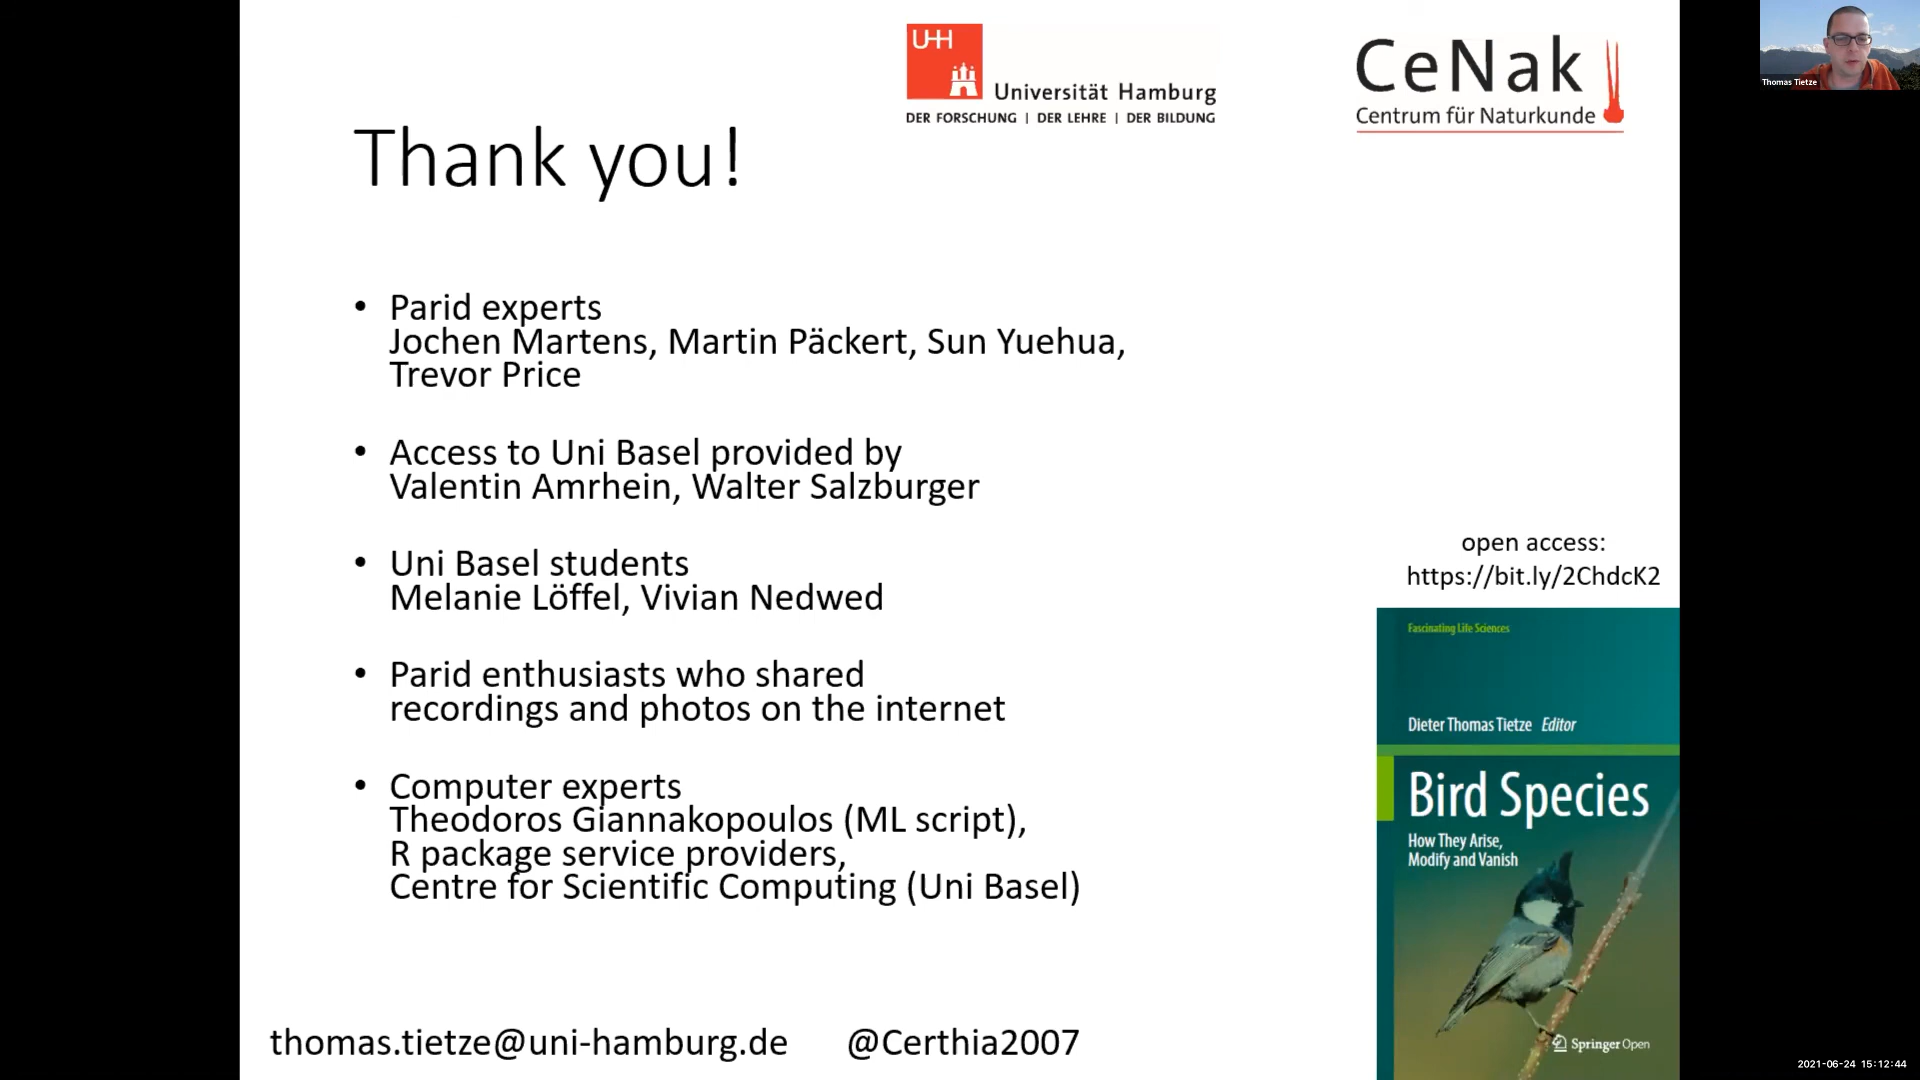 UHH
Universität Hamburg
DER FORSCHUNG | DER LEHRE | DER BILDUNG
CeNak
Centrum für Naturkunde
Thomas Tietze
Thank you!
• Parid experts
Jochen Martens, Martin Päckert, Sun Yuehua,
Trevor Price
• Access to Uni Basel provided by
Valentin Amrhein, Walter Salzburger
• Uni Basel students
Melanie Löffel, Vivian Nedwed
• Parid enthusiasts who shared
recordings and photos on the internet
• Computer experts
Theodoros Giannakopoulos (ML script),
R package service providers,
Centre for Scientific Computing (Uni Basel)
open access:
https://bit.ly/2ChdcK2
Fascinating Life Sciences
Dieter Thomas Tietze Editor
Bird Species
How They Arise,
Modify and Vanish
Springer Open
thomas.tietze@uni-hamburg.de @Certhia2007
2021-06-24 15:12:44